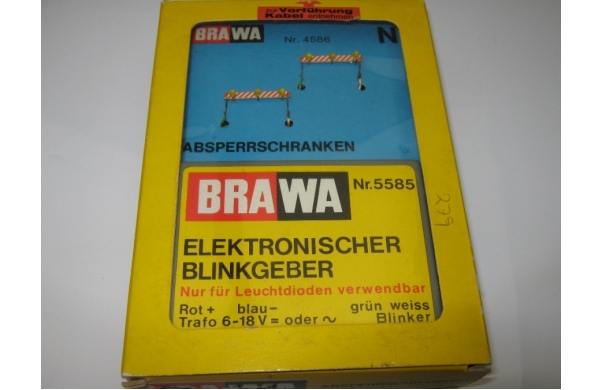 zur Vorführung
Kabel entnehmen
BRAWA Nr. 4586 N
ABSPERRSCHRANKEN
BRAWA Nr.5585
ELEKTRONISCHER
BLINKGEBER
Nur für Leuchtdioden verwendbar
Rot+ blau– grün weiss
Trafo 6-18V= oder ~ Blinker
279